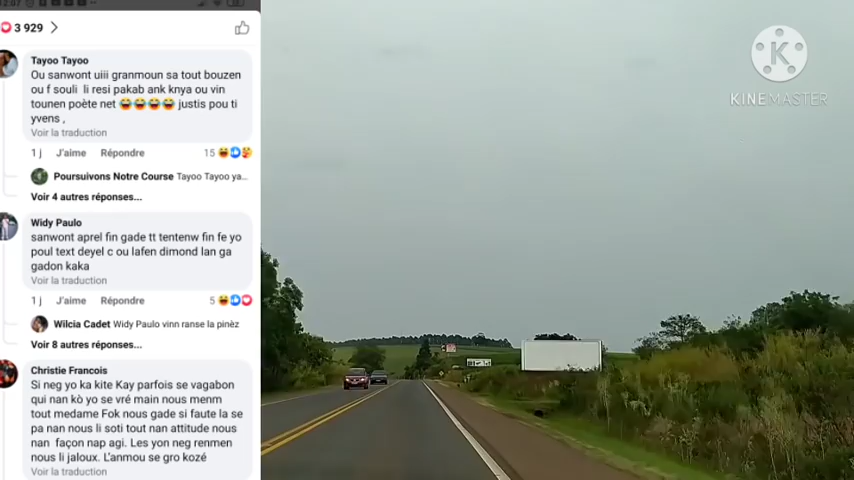 3 929
Tayoo Tayoo
Ou sanwont uiii granmoun sa tout bouzen
ou f souli li resi pakab ank knya ou vin
tounen poète net 😂😂😂😂 justis pou ti
yvens ,
Voir la traduction
1 j J'aime Répondre 15
Poursuivons Notre Course Tayoo Tayoo ya...
Voir 4 autres réponses...
Widy Paulo
sanwont aprel fin gade tt tentenw fin fe yo
poul text deyel c ou lafen dimond lan ga
gadon kaka
Voir la traduction
1 j J'aime Répondre 5
Wilcia Cadet Widy Paulo vinn ranse la pinèz
Voir 8 autres réponses...
Christie Francois
Si neg yo ka kite Kay parfois se vagabon
qui nan kò yo se vré main nous menm
tout medame Fok nous gade si faute la se
pa nan nous li soti tout nan attitude nous
nan façon nap agi. Les yon neg renmen
nous li jaloux. L'anmou se gro kozé
Voir la traduction
KINEMASTER